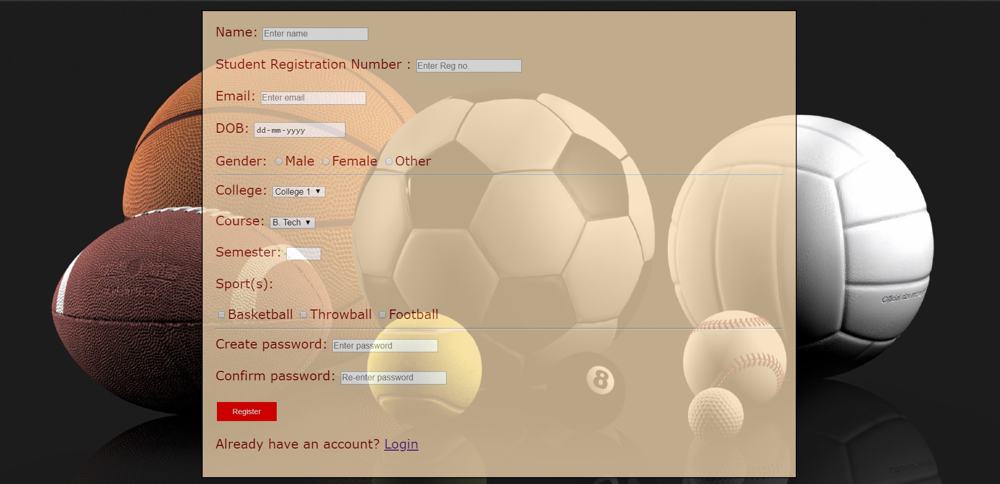 Name: Enter name
Student Registration Number : Enter Reg no.
Email: Enter email
DOB: dd-mm-yyyy
Gender: Male Female Other
College: College 1 ▼
Course: B. Tech ▼
Semester:
Sport(s):
Official size and
Basketball Throwball Football
Create password: Enter password
Confirm password: Re-enter password
8
Register
Already have an account? Login